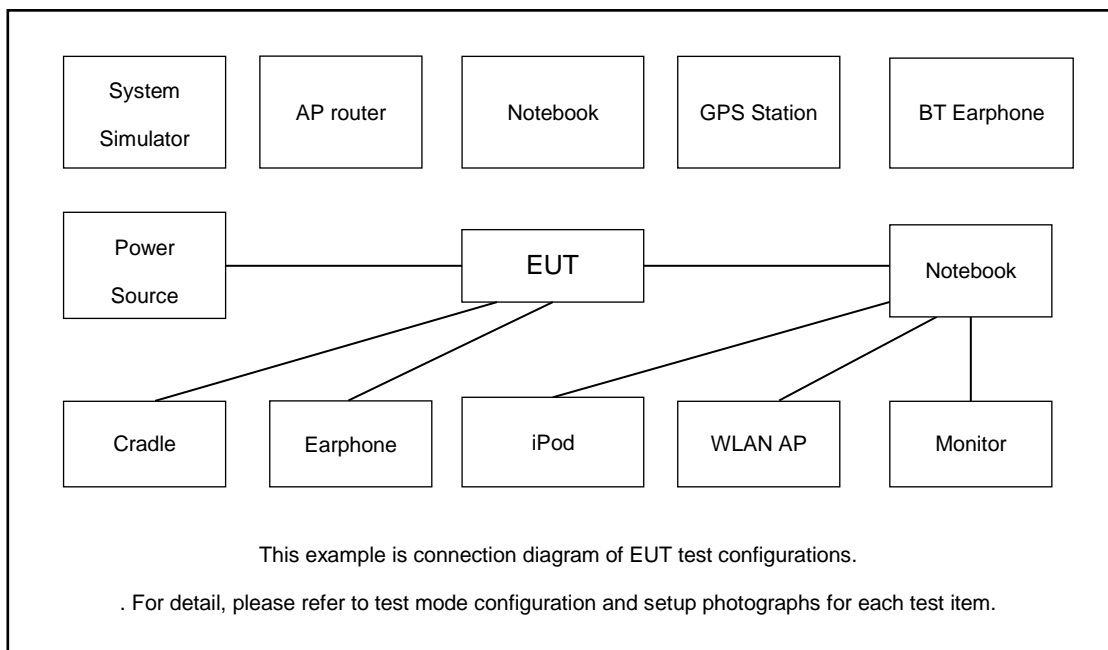 System
Simulator
AP router
Notebook
GPS Station
BT Earphone
Power
Source
EUT
Notebook
Cradle
Earphone
iPod
WLAN AP
Monitor
This example is connection diagram of EUT test configurations.
. For detail, please refer to test mode configuration and setup photographs for each test item.